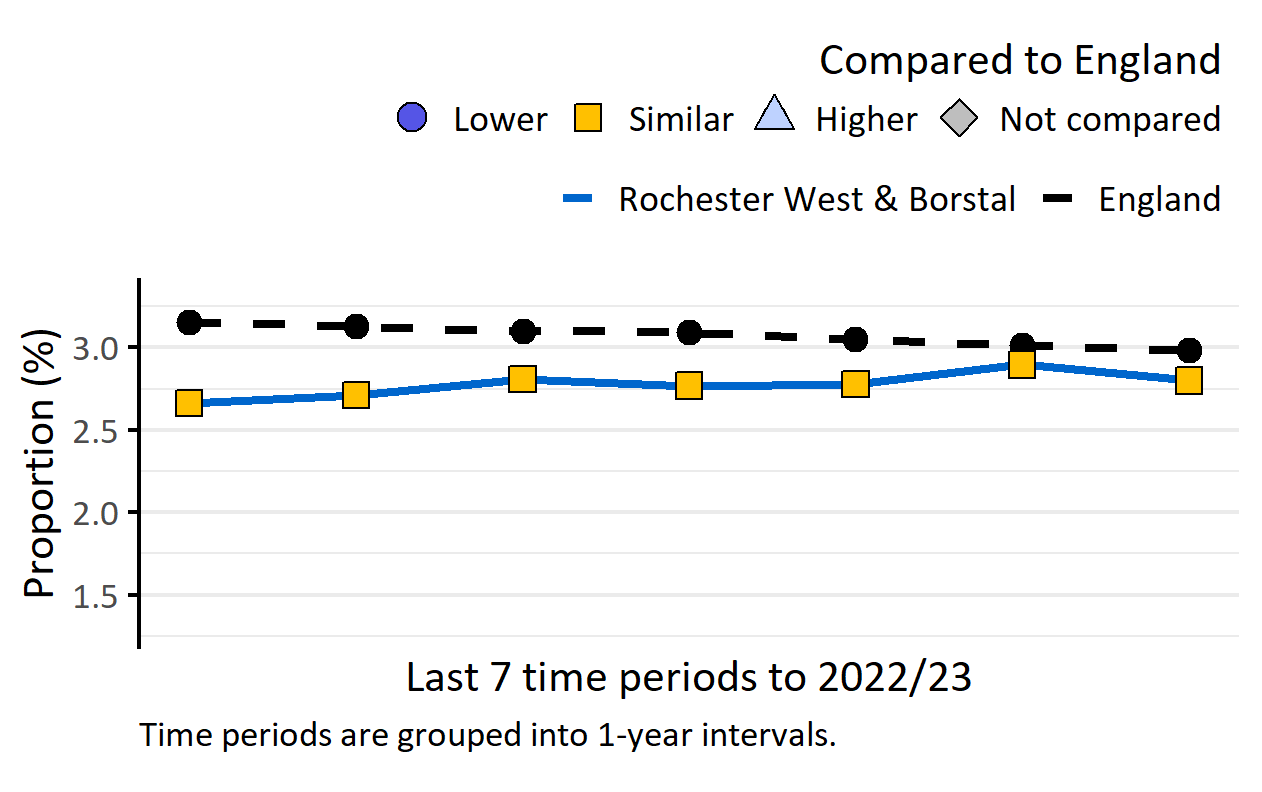 Compared to England
Lower Similar Higher Not compared
Rochester West & Borstal England
Proportion (%)
3.0
2.5
2.0
1.5
Last 7 time periods to 2022/23
Time periods are grouped into 1-year intervals.